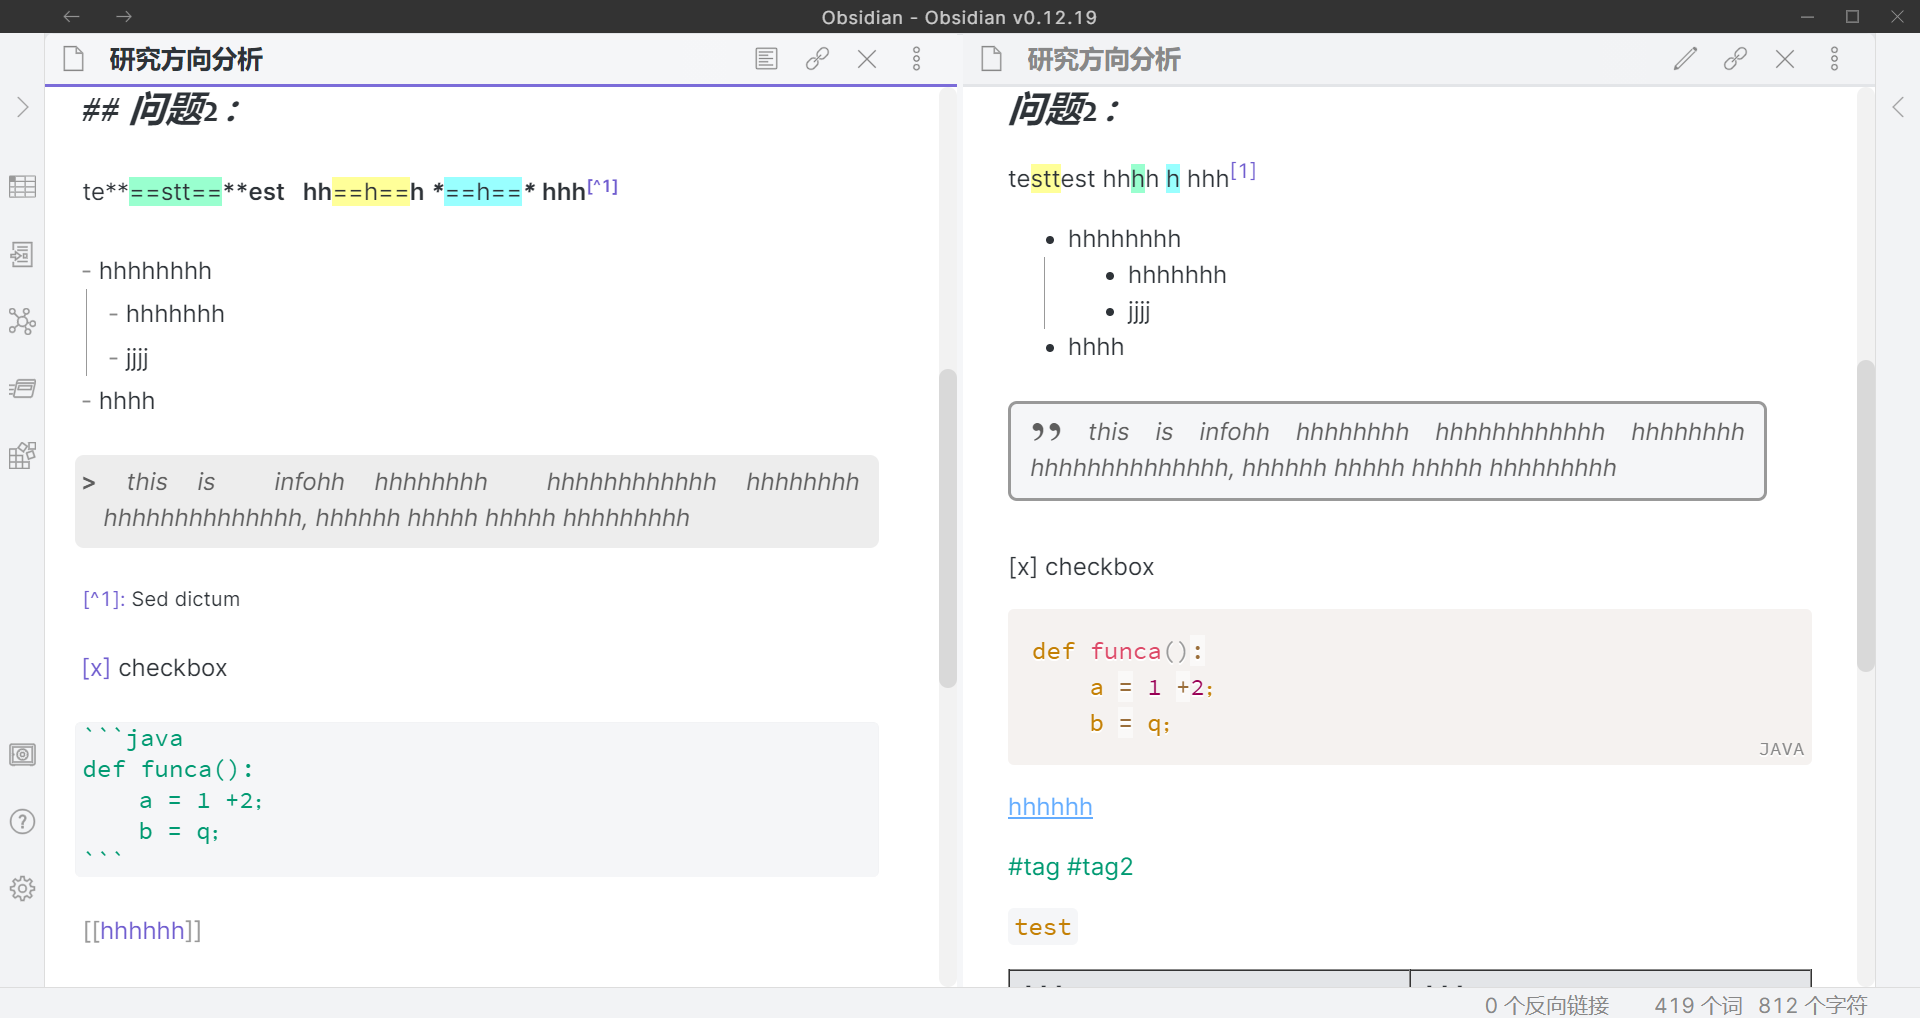 Obsidian - Obsidian v0.12.19
研究方向分析
## 问题2：
te**==stt==**est hh==h==h *==h==* hhh[^1]
- hhhhhhhh
- hhhhhhh
- jjjj
- hhhh
> this is infohh hhhhhhhh hhhhhhhhhhhh hhhhhhhh
hhhhhhhhhhhhhh, hhhhhh hhhhh hhhhh hhhhhhhhh
[^1]: Sed dictum
[x] checkbox
```java
def funca():
a = 1 +2;
b = q;
```
[[hhhhhh]]
研究方向分析
问题2：
testtest hhhh h hhh[1]
• hhhhhhhh
• hhhhhhh
• jjjj
• hhhh
❟❟ this is infohh hhhhhhhh hhhhhhhhhhhh hhhhhhhh
hhhhhhhhhhhhhh, hhhhhh hhhhh hhhhh hhhhhhhhh
[x] checkbox
def funca():
a = 1 +2;
b = q;
JAVA
hhhhhh
#tag #tag2
test
0 个反向链接 419 个词 812 个字符